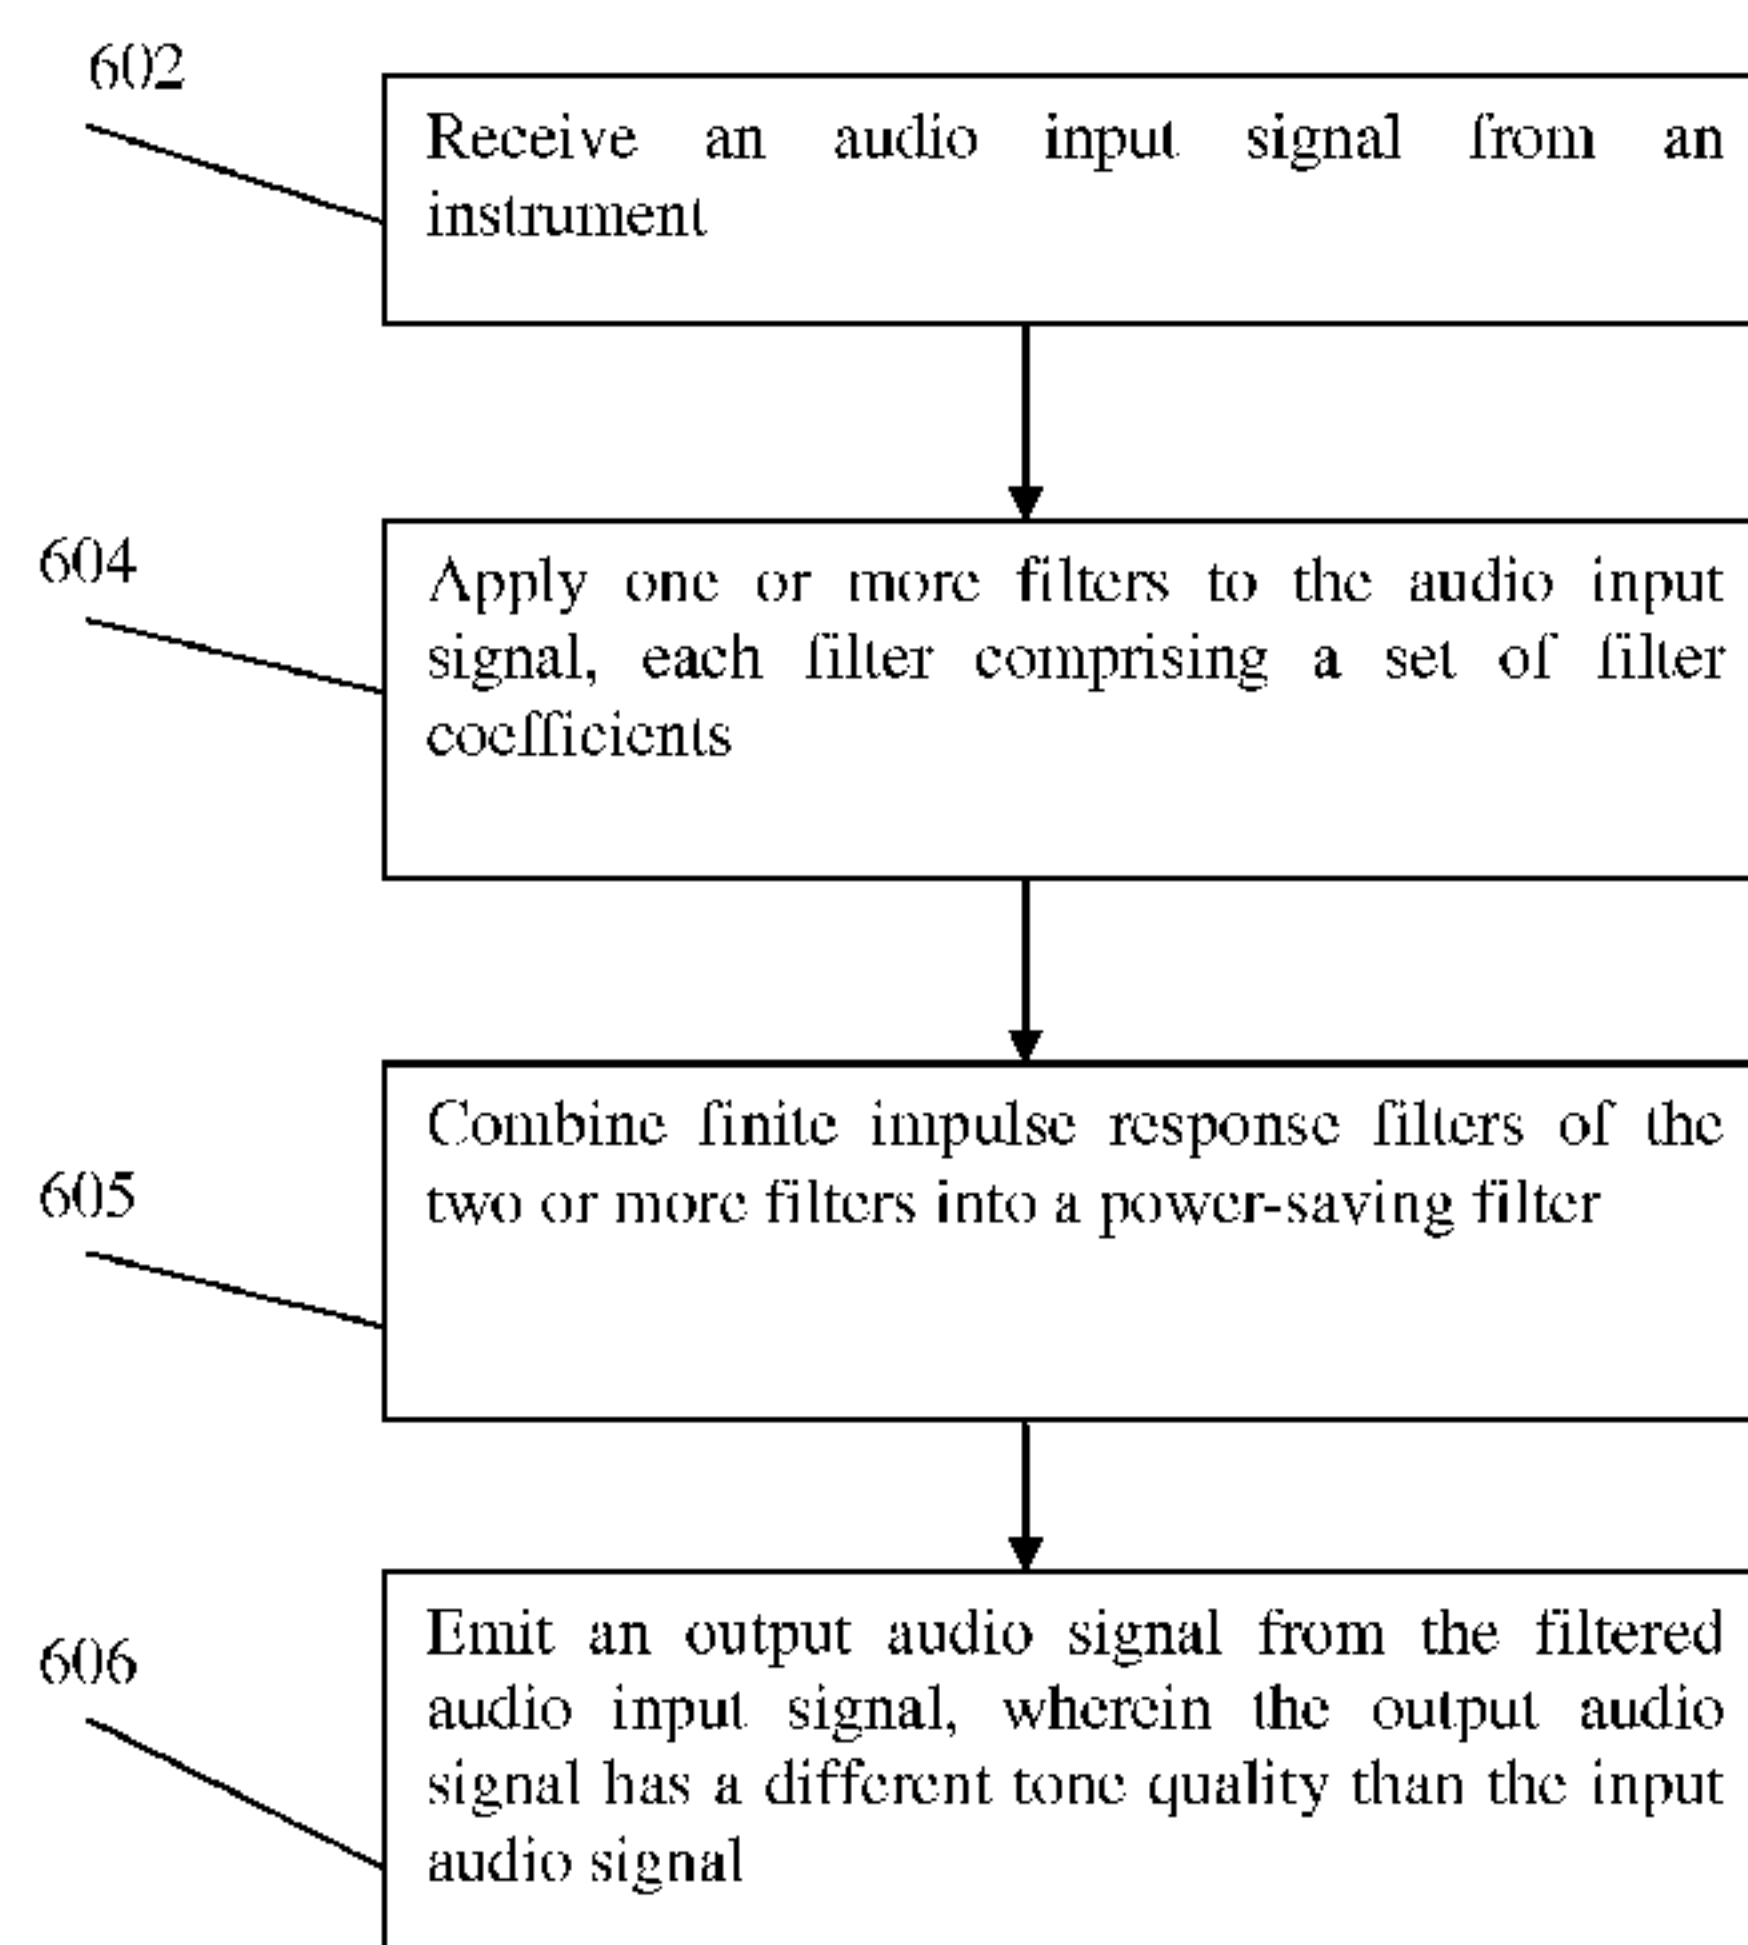 602
Receive an audio input signal from an
instrument
604
Apply one or more filters to the audio input
signal, each filter comprising a set of filter
coefficients
Combine finite impulse response filters of the
two or more filters into a power-saving filter
605
Emit an output audio signal from the filtered
audio input signal, wherein the output audio
signal has a different tone quality than the input
audio signal
606